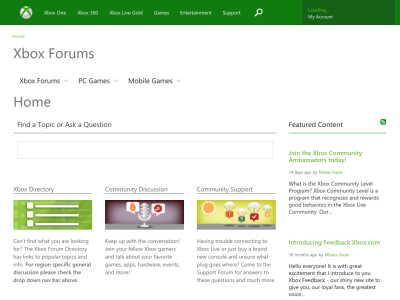 Xbox One Xbox 360 Xbox Live Gold Games Entertainment Support
Loading...
My Account
Home
Xbox Forums
Xbox Forums PC Games Mobile Games
Home
Find a Topic or Ask a Question
Featured Content
Join the Xbox Community
Ambassadors today!
14 days ago by
What is the Xbox Community Level
Program? Xbox Community Level is a
program that recognizes and rewards
good behaviors in the Xbox Live
Community. Our...
Xbox Directory
Can't find what you are looking
for? The Xbox Forum Directory
has links to popular topics and
info. For region specific general
discussion please check the
drop down nav bar above.
Community Discussion
Keep up with the conversation!
Join your fellow Xbox gamers
and talk about your favorite
games, apps, hardware, events,
and more!
Community Support
Having trouble connecting to
Xbox Live or just buy a brand
new console and unsure what
plug goes where? Come to the
Support Forum for answers to
these questions and much more.
Introducing Feedback.Xbox.com
10 months ago by
Hello everyone! It is with great
excitement that I introduce to you
Xbox Feedback - our shiny new site to
give you, our loyal fans, the greatest
voice...